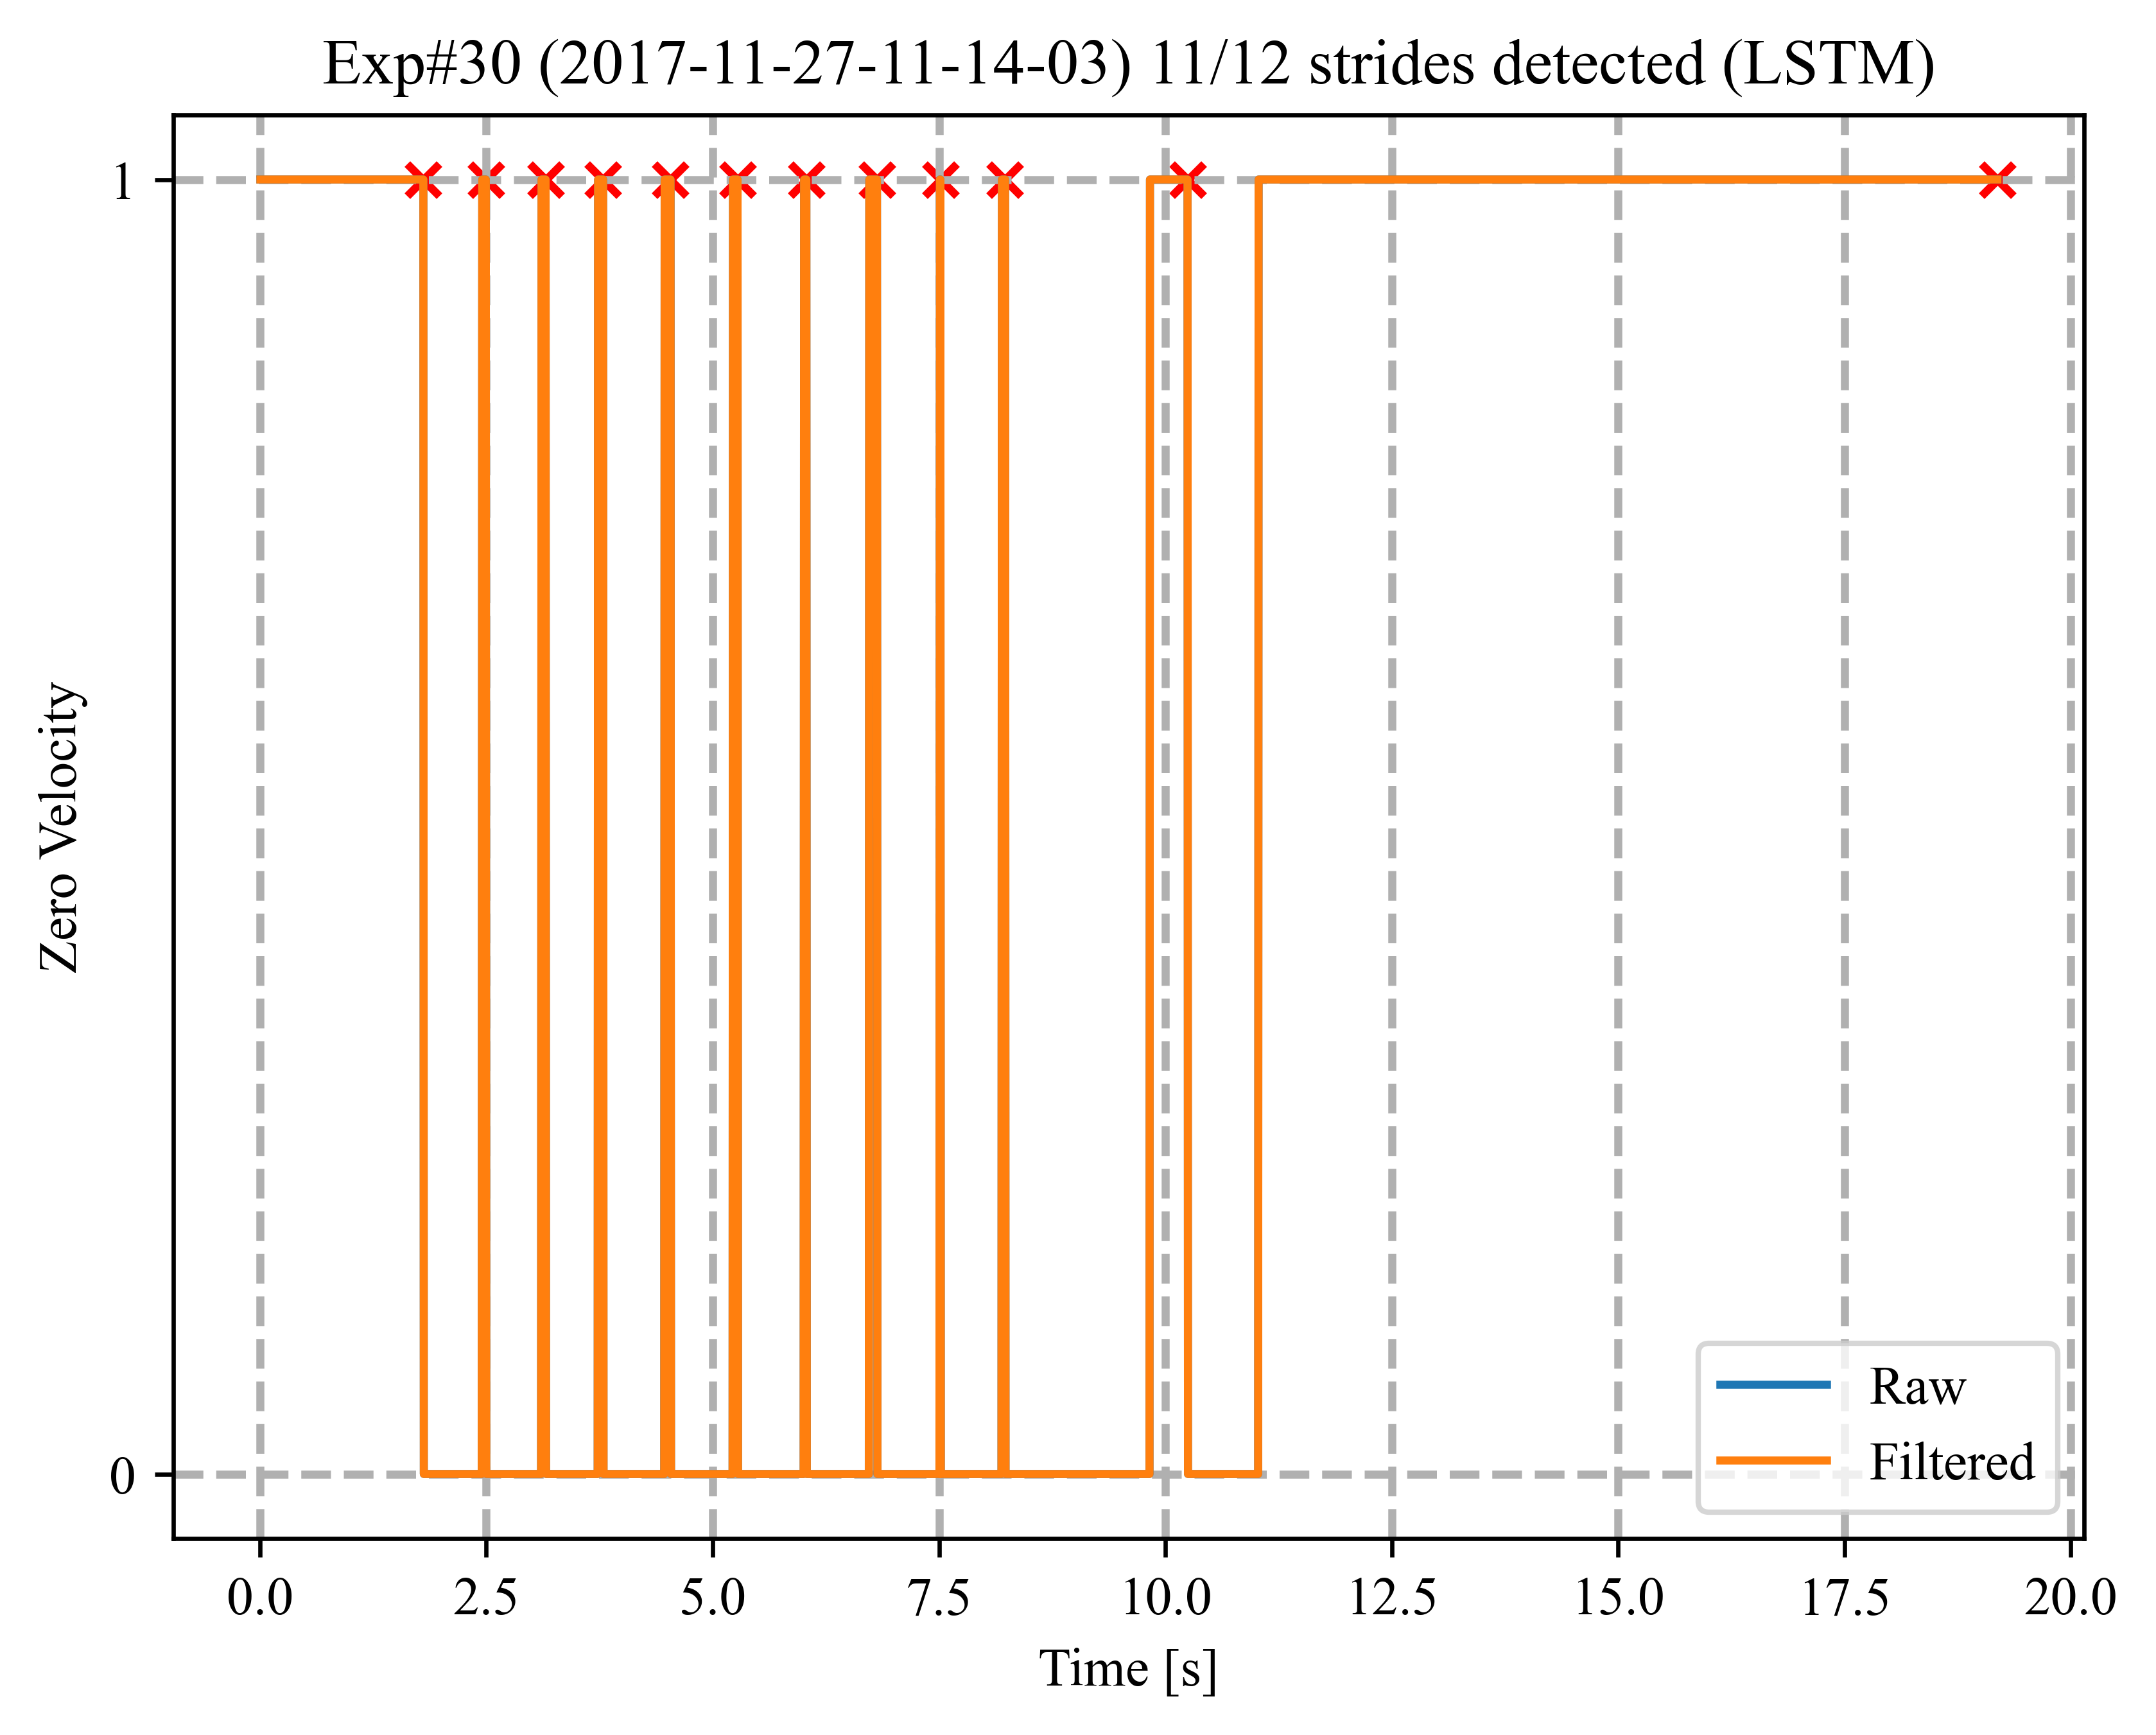 Exp#30 (2017-11-27-11-14-03) 11/12 strides detected (LSTM)
1
Zero Velocity
0
Raw
Filtered
0.0 2.5 5.0 7.5 10.0 12.5 15.0 17.5 20.0
Time [s]